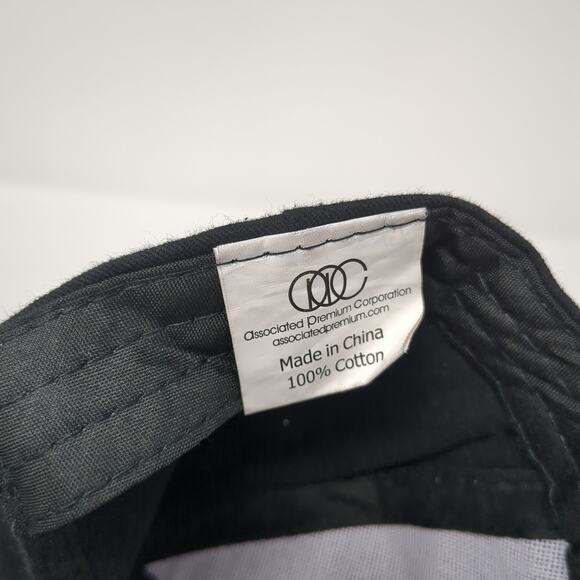 associated premium corporation
associatedpremium.com
Made in China
100% Cotton